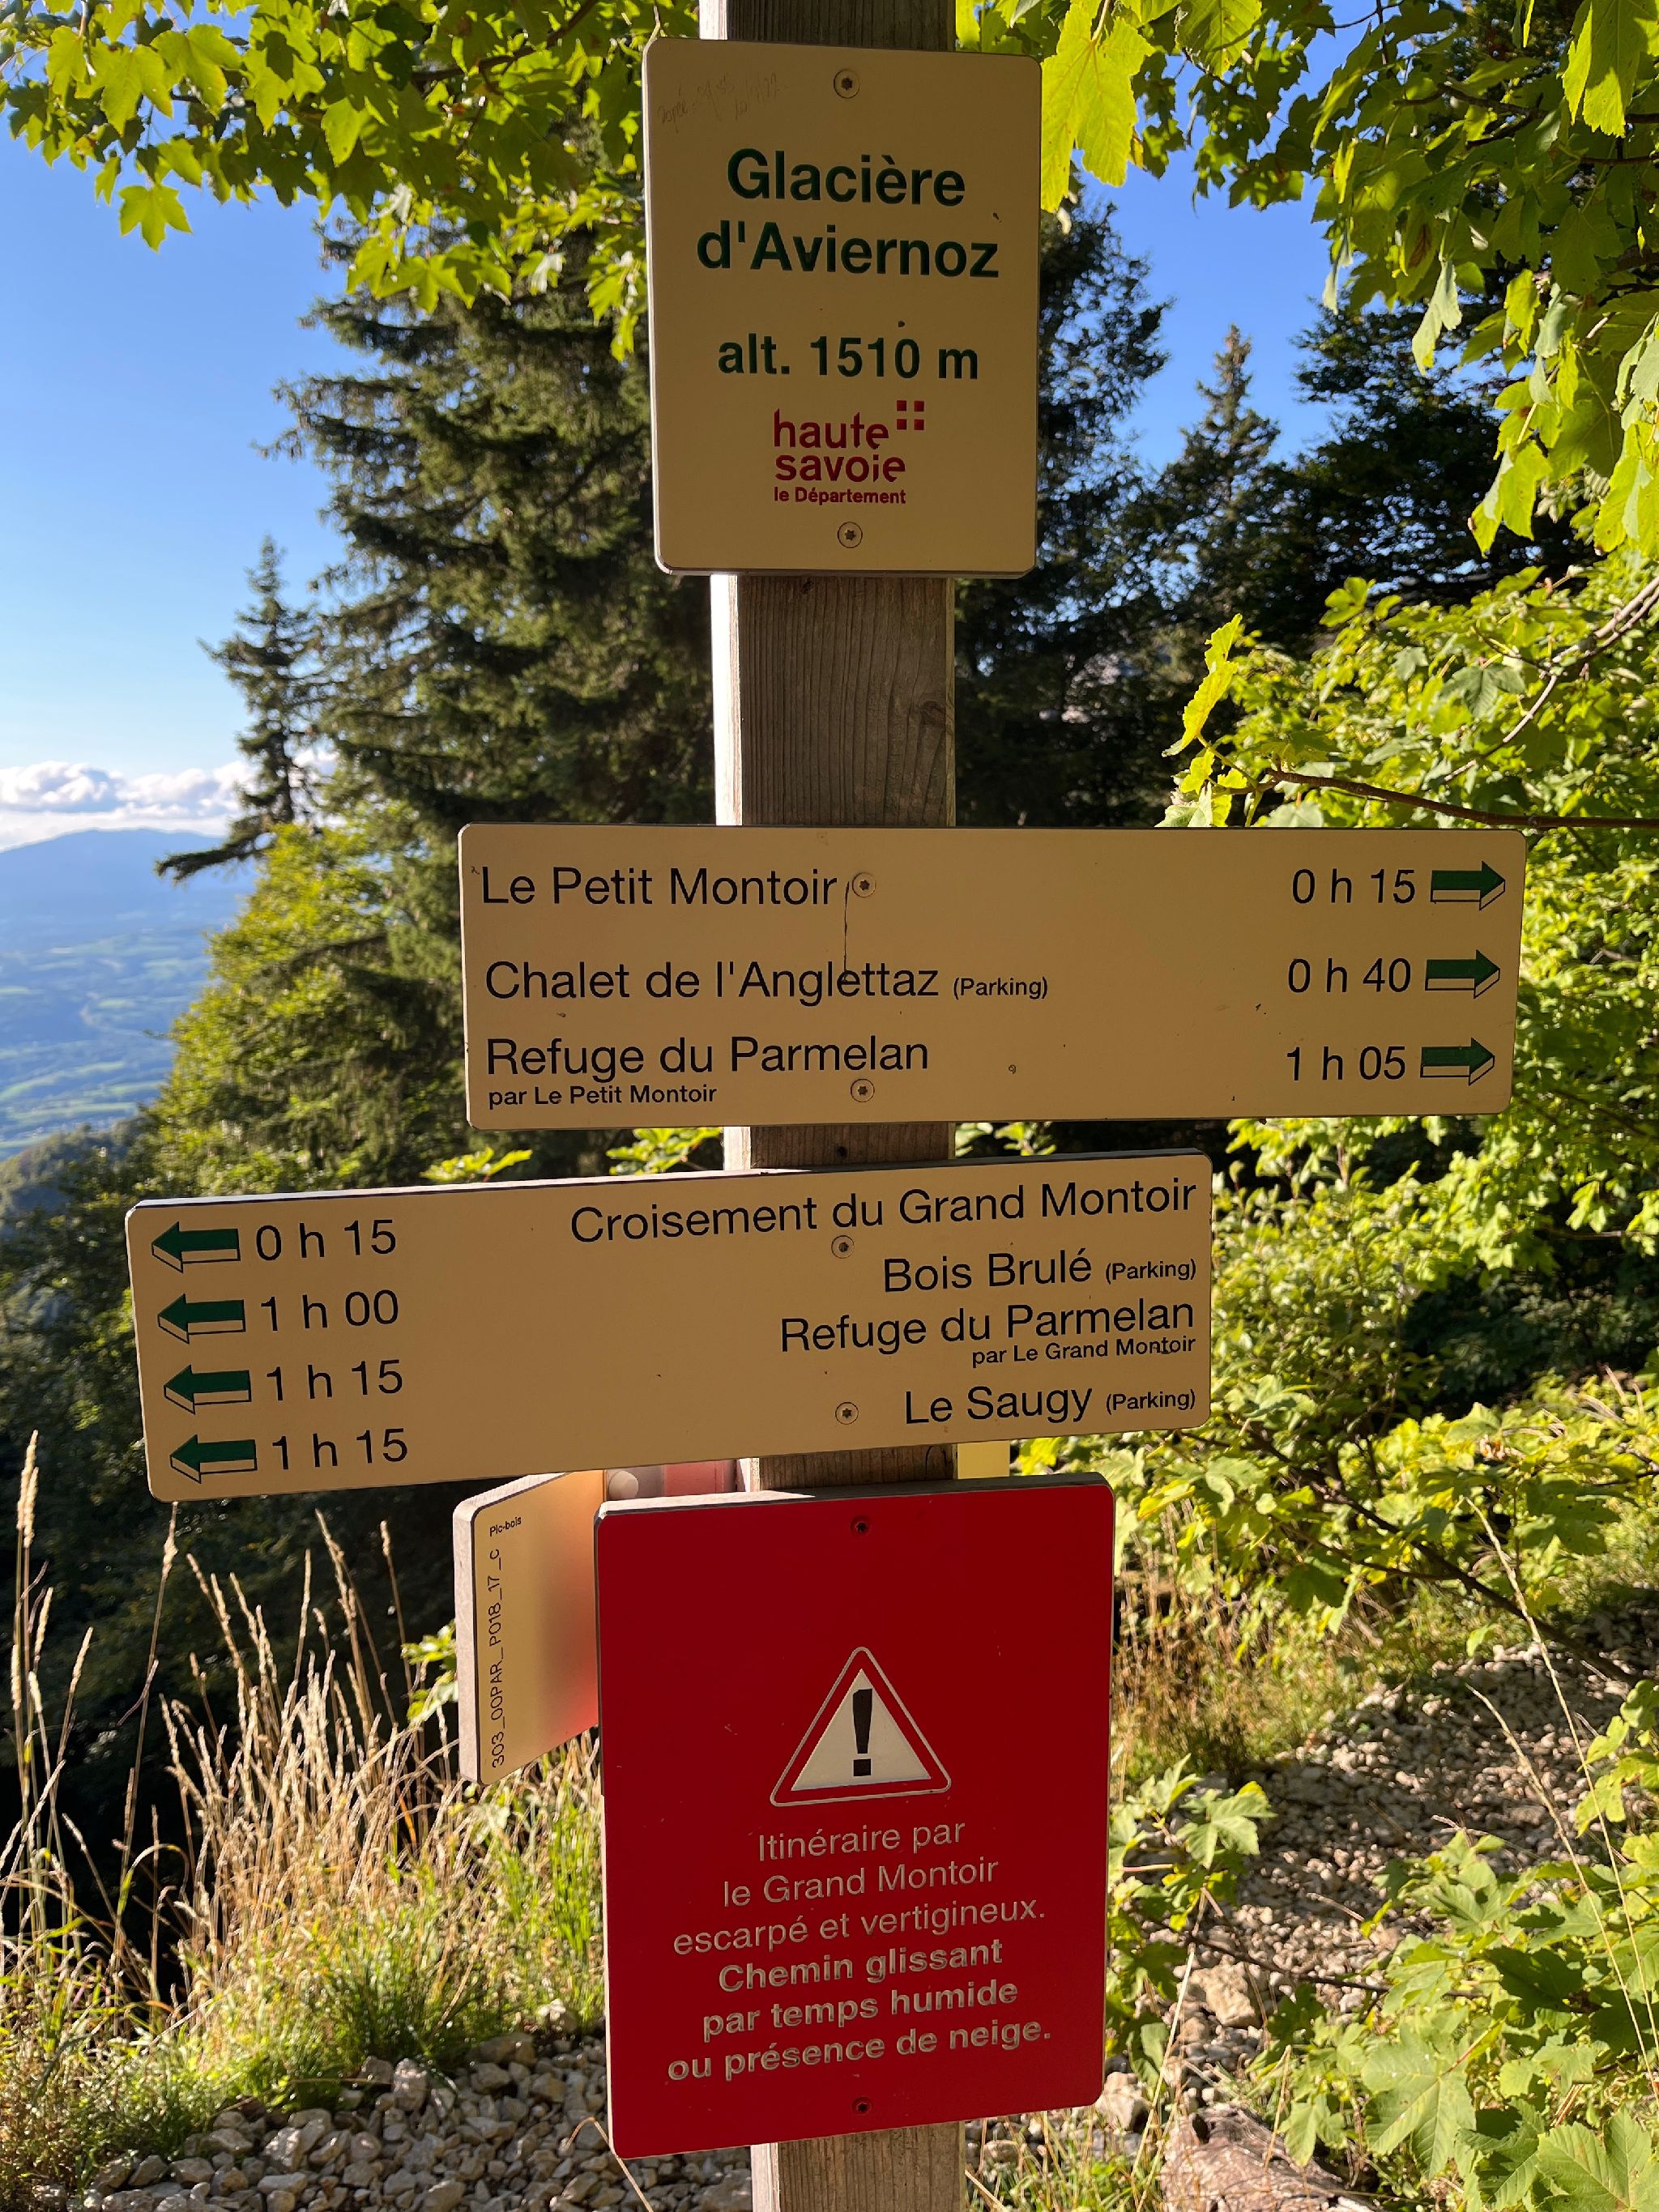 Glacière
d'Aviernoz
alt. 1510 m
haute
savoie
le Département
Le Petit Montoir 0 h 15
Chalet de l'Anglettaz (Parking) 0 h 40
Refuge du Parmelan 1 h 05
par Le Petit Montoir
0 h 15 Croisement du Grand Montoir
1 h 00 Bois Brulé (Parking)
1 h 15 Refuge du Parmelan
par Le Grand Montoir
1 h 15 Le Saugy (Parking)
Pic-bois
303_00PAR_P018_17_C
Itinéraire par
le Grand Montoir
escarpé et vertigineux.
Chemin glissant
par temps humide
ou présence de neige.